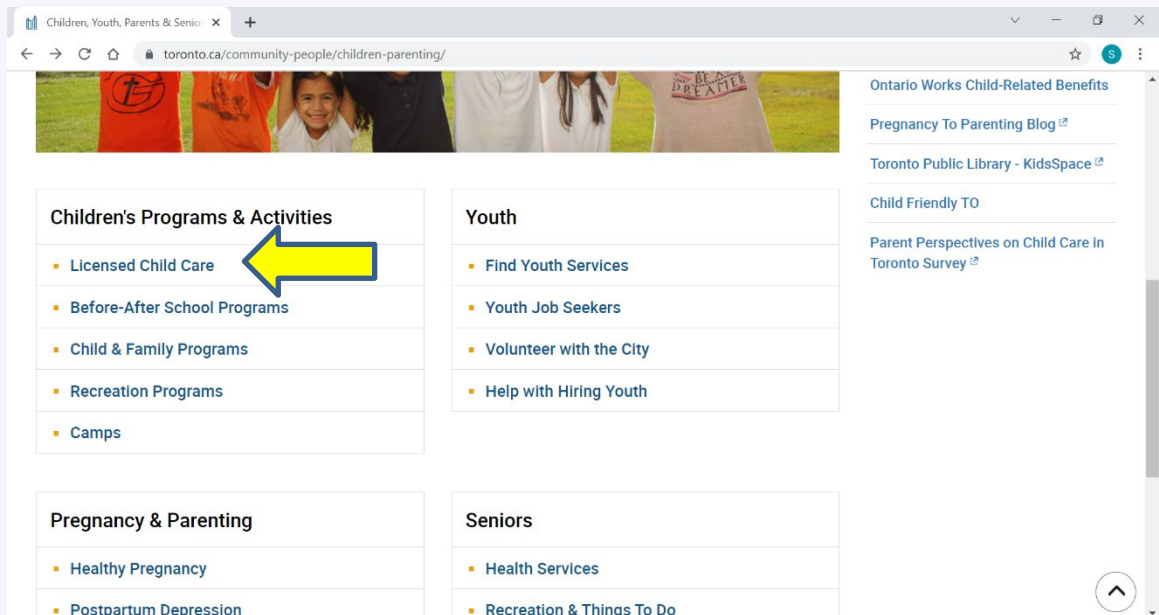 Children, Youth, Parents & Senior
toronto.ca/community-people/children-parenting/
S
BE A
DREAMER
Ontario Works Child-Related Benefits
Pregnancy To Parenting Blog
Toronto Public Library - KidsSpace
Child Friendly TO
Parent Perspectives on Child Care in
Toronto Survey
Children's Programs & Activities
Licensed Child Care
Before-After School Programs
Child & Family Programs
Recreation Programs
Camps
Youth
Find Youth Services
Youth Job Seekers
Volunteer with the City
Help with Hiring Youth
Pregnancy & Parenting
Healthy Pregnancy
Postpartum Depression
Seniors
Health Services
Recreation & Things To Do